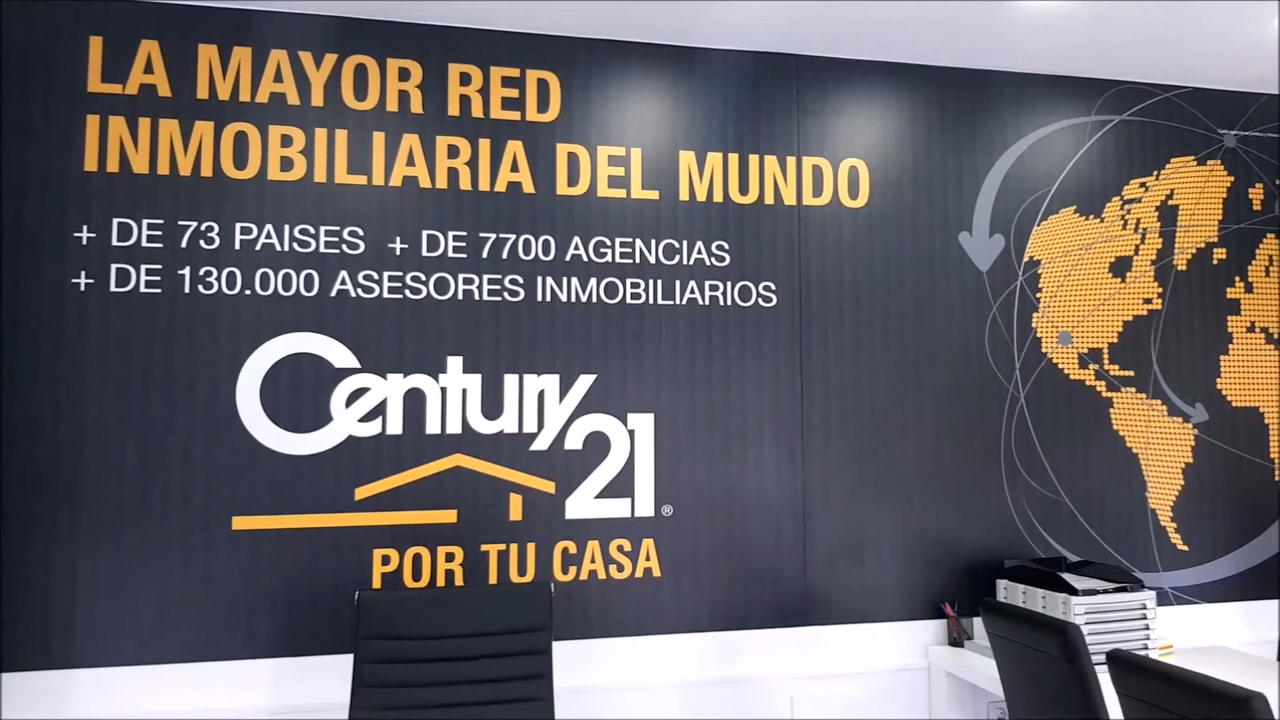 LA MAYOR RED
INMOBILIARIA DEL MUNDO
+ DE 73 PAISES + DE 7700 AGENCIAS
+ DE 130.000 ASESORES INMOBILIARIOS
Century
21®
POR TU CASA